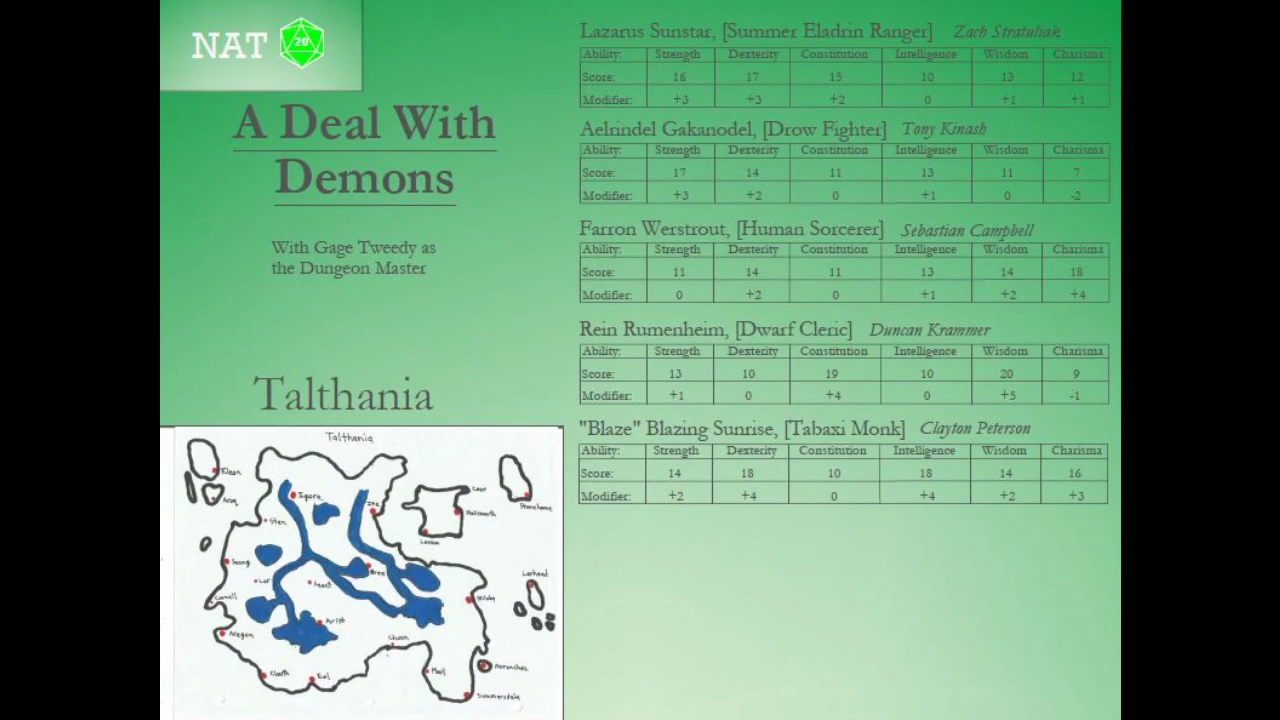 NAT 20
A Deal With
Demons
With Gage Tweedy as
the Dungeon Master
Talthania
Lazarus Sunstar, [Summer Eladrin Ranger] Zach Stratuliak
Ability: Strength Dexterity Constitution Intelligence Wisdom Charisma
Score: 16 17 15 10 13 12
Modifier: +3 +3 +2 0 +1 +1
Aelrindel Gakanodel, [Drow Fighter] Tony Kinash
Ability: Strength Dexterity Constitution Intelligence Wisdom Charisma
Score: 17 14 11 13 11 7
Modifier: +3 +2 0 +1 0 -2
Farron Werstrout, [Human Sorcerer] Sebastian Campbell
Ability: Strength Dexterity Constitution Intelligence Wisdom Charisma
Score: 11 14 11 13 14 18
Modifier: 0 +2 0 +1 +2 +4
Rein Rumenheim, [Dwarf Cleric] Duncan Krammer
Ability: Strength Dexterity Constitution Intelligence Wisdom Charisma
Score: 13 10 19 10 20 9
Modifier: +1 0 +4 0 +5 -1
"Blaze" Blazing Sunrise, [Tabaxi Monk] Clayton Peterson
Ability: Strength Dexterity Constitution Intelligence Wisdom Charisma
Score: 14 18 10 18 14 16
Modifier: +2 +4 0 +4 +2 +3
Talthania
Kleen
Sten
Lor
Mail
Summersdale